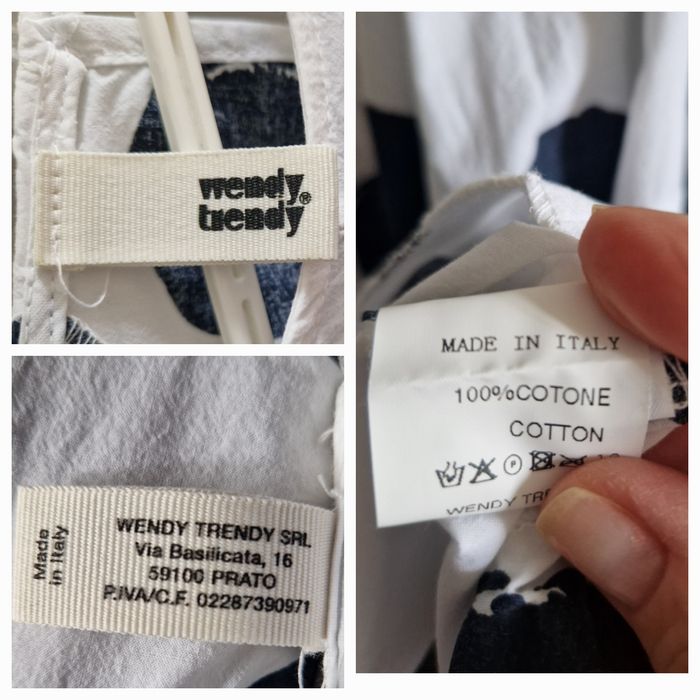 wendy
trendy®
MADE IN ITALY
100%COTONE
COTTON
P
WENDY
Made
in Italy
WENDY TRENDY SRL
Via Basilicata, 16
59100 PRATO
P.IVA/C.F. 02287390971